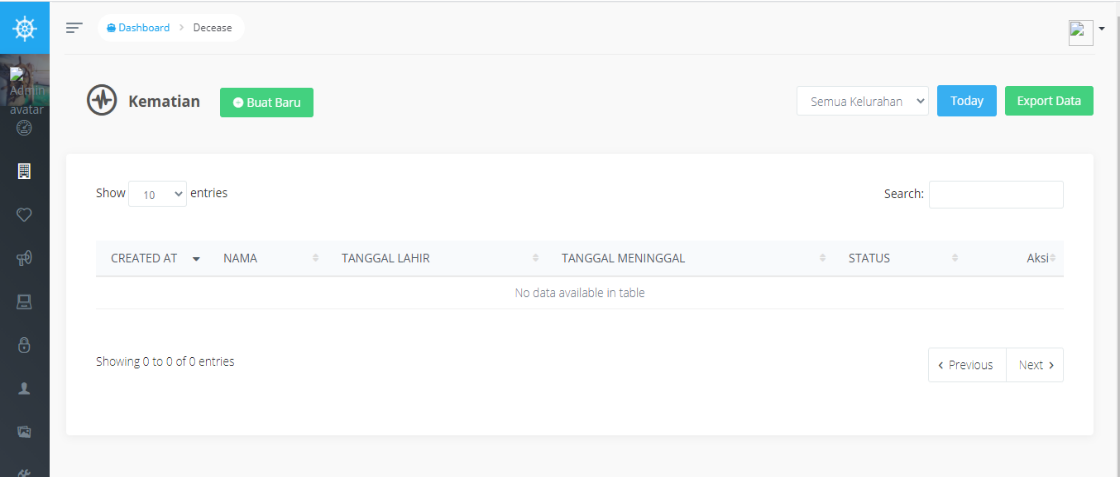 Dashboard > Decease
Admin
avatar
Kematian
Buat Baru
Semua Kelurahan
Today
Export Data
Show 10 entries
Search:
CREATED AT NAMA TANGGAL LAHIR TANGGAL MENINGGAL STATUS Aksi
No data available in table
Showing 0 to 0 of 0 entries
‹ Previous Next ›